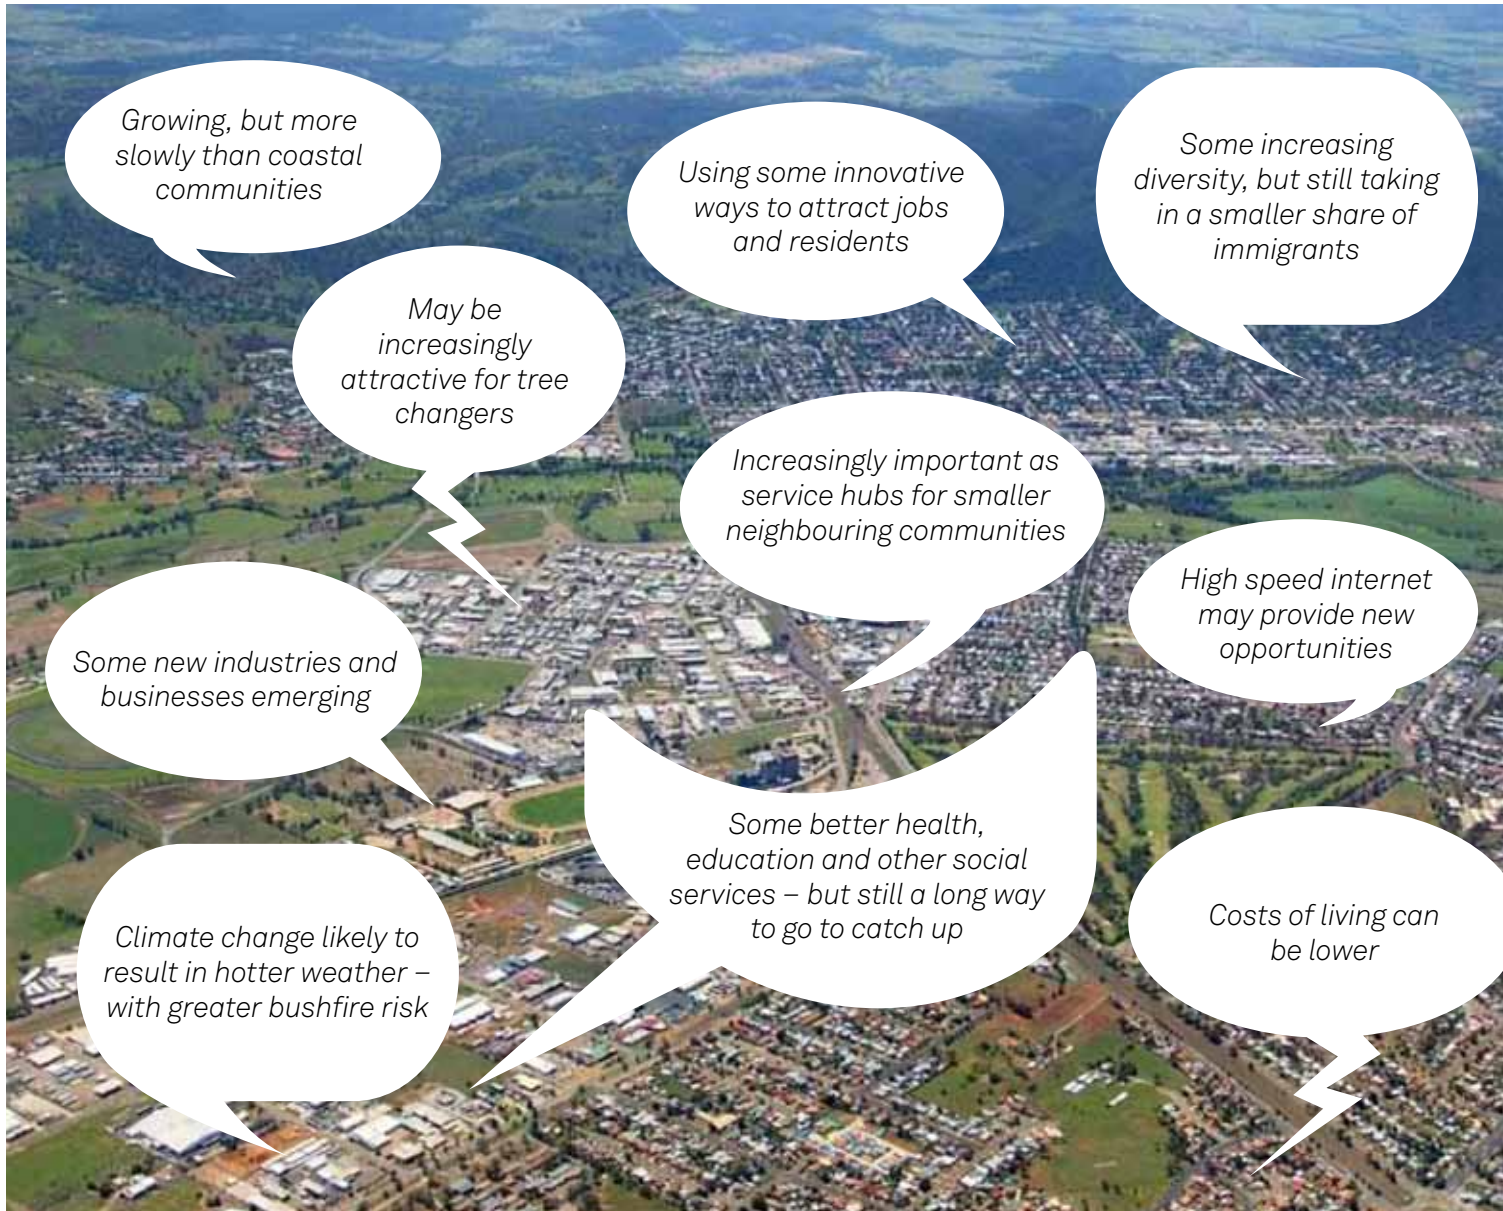 Growing, but more
slowly than coastal
communities
Using some innovative
ways to attract jobs
and residents
Some increasing
diversity, but still taking
in a smaller share of
immigrants
May be
increasingly
attractive for tree
changers
Increasingly important as
service hubs for smaller
neighbouring communities
High speed internet
may provide new
opportunities
Some new industries and
businesses emerging
Some better health,
education and other social
services – but still a long way
to go to catch up
Climate change likely to
result in hotter weather –
with greater bushfire risk
Costs of living can
be lower